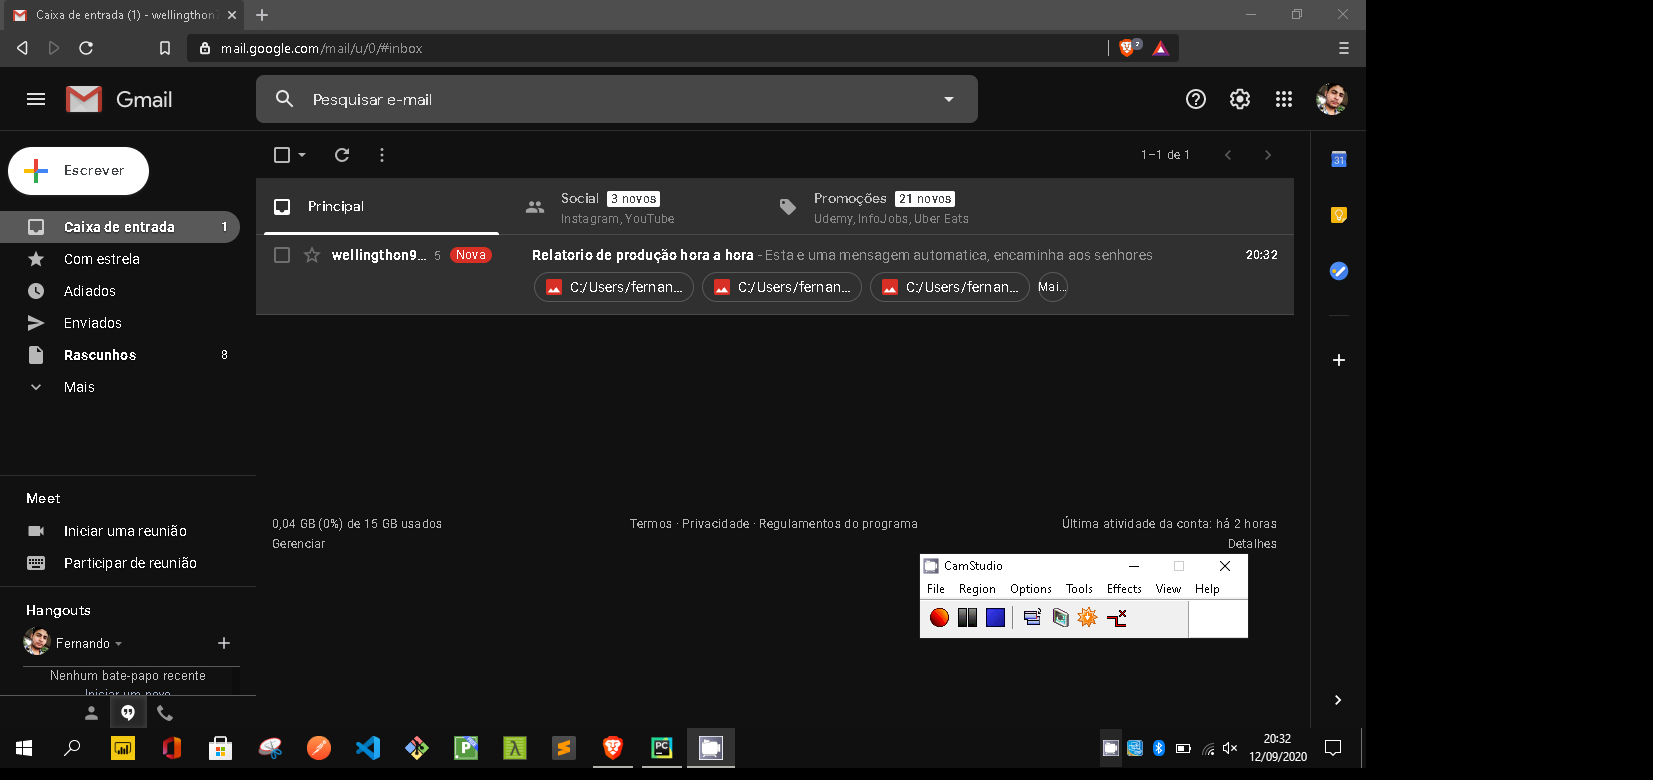 Caixa de entrada (1) - wellingthon
mail.google.com/mail/u/0/#inbox
2
Gmail
Pesquisar e-mail
1–1 de 1
31
Escrever
Principal
Social 3 novos
Instagram, YouTube
Promoções 21 novos
Udemy, InfoJobs, Uber Eats
Caixa de entrada 1
Com estrela
Adiados
Enviados
Rascunhos 8
Mais
wellingthon9... 5 Nova Relatorio de produção hora a hora - Esta e uma mensagem automatica, encaminha aos senhores 20:32
C:/Users/fernan... C:/Users/fernan... C:/Users/fernan... Mai...
Meet
Iniciar uma reunião
Participar de reunião
Hangouts
Fernando
Nenhum bate-papo recente
Iniciar um novo
0,04 GB (0%) de 15 GB usados
Gerenciar
Termos · Privacidade · Regulamentos do programa
Última atividade da conta: há 2 horas
Detalhes
CamStudio
File Region Options Tools Effects View Help
20:32
12/09/2020